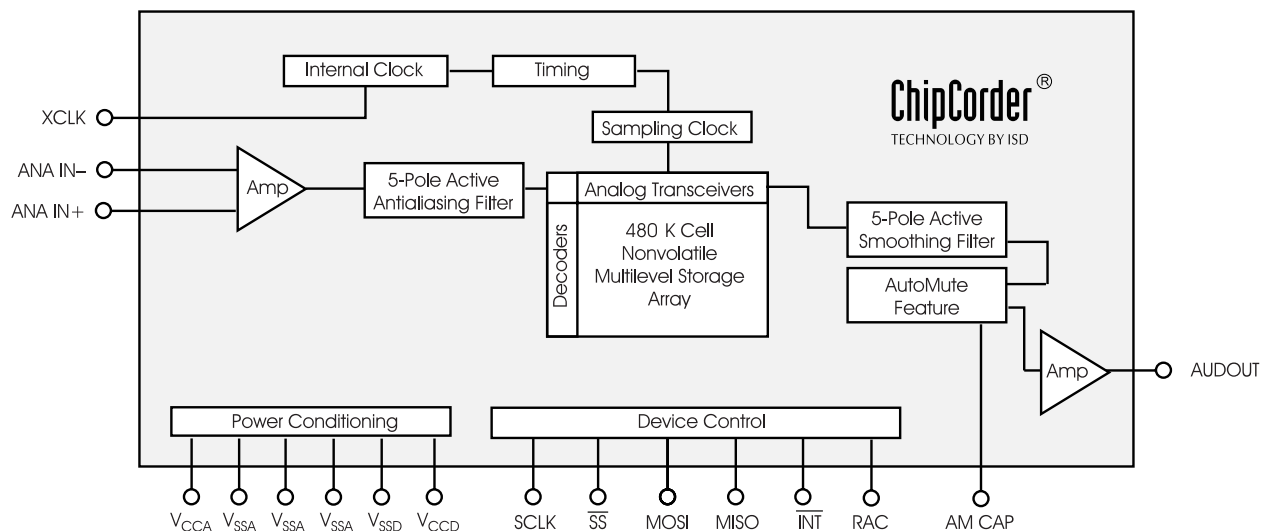 Internal Clock
Timing
ChipCorder®
TECHNOLOGY BY ISD
XCLK
Sampling Clock
ANA IN–
ANA IN+
Amp
5-Pole Active
Antialiasing Filter
Decoders
Analog Transceivers
480 K Cell
Nonvolatile
Multilevel Storage
Array
5-Pole Active
Smoothing Filter
AutoMute
Feature
Amp
AUDOUT
Power Conditioning
Device Control
VCCA
VSSA
VSSA
VSSA
VSSD
VCCD
SCLK
S̅S̅
MOSI
MISO
I̅N̅T̅
RAC
AM CAP